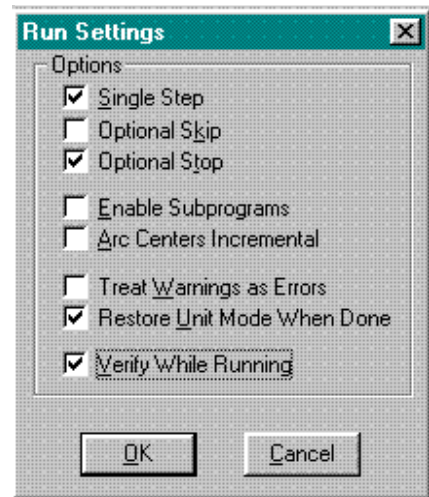 Run Settings
Options
Single Step
Optional Skip
Optional Stop
Enable Subprograms
Arc Centers Incremental
Treat Warnings as Errors
Restore Unit Mode When Done
Verify While Running
OK Cancel